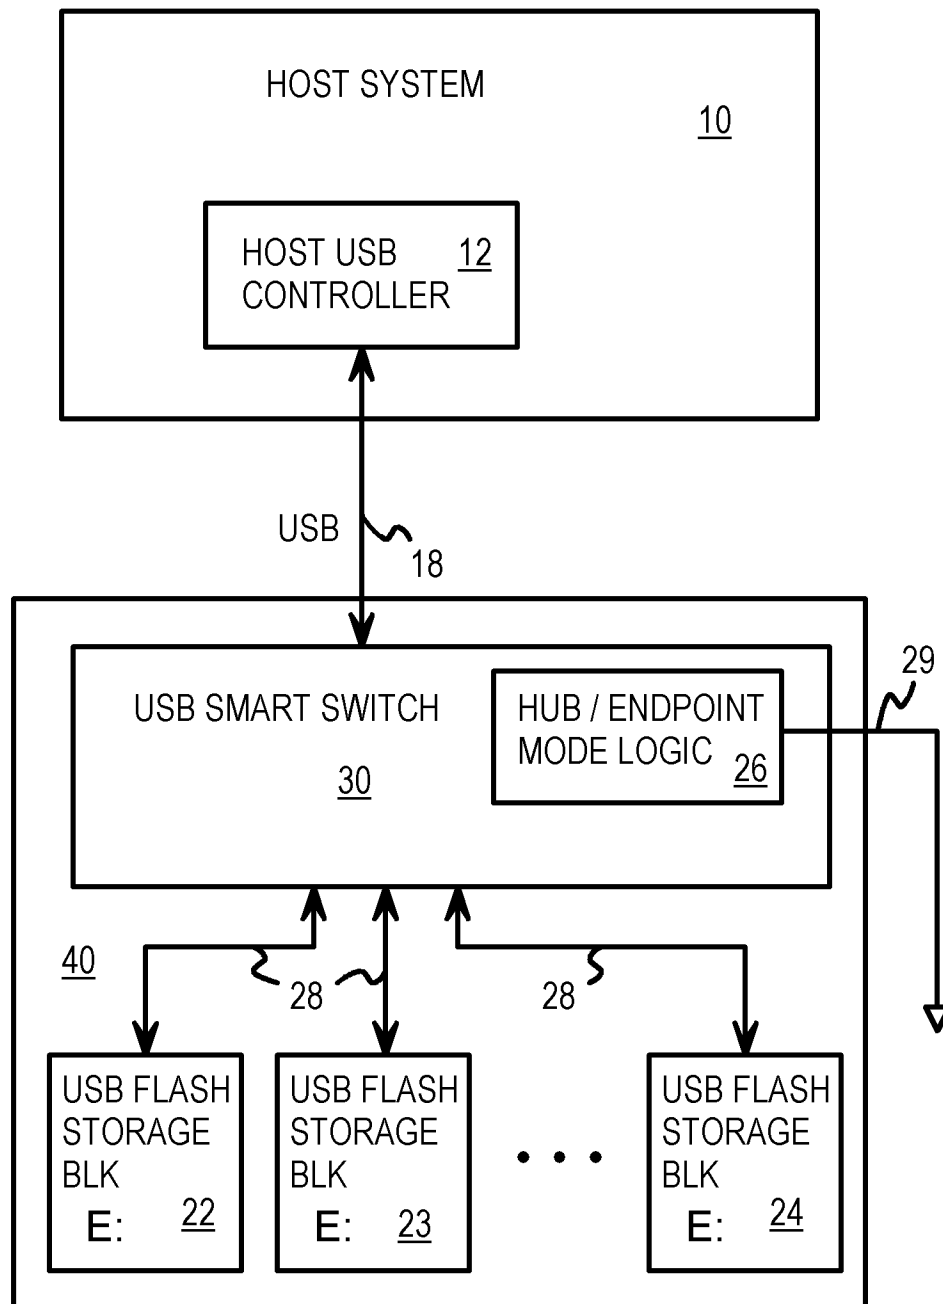 HOST SYSTEM
10
HOST USB 12
CONTROLLER
USB
18
29
USB SMART SWITCH
30
HUB / ENDPOINT
MODE LOGIC 26
40
28
28
USB FLASH
STORAGE
BLK
E: 22
USB FLASH
STORAGE
BLK
E: 23
• • •
USB FLASH
STORAGE
BLK
E: 24